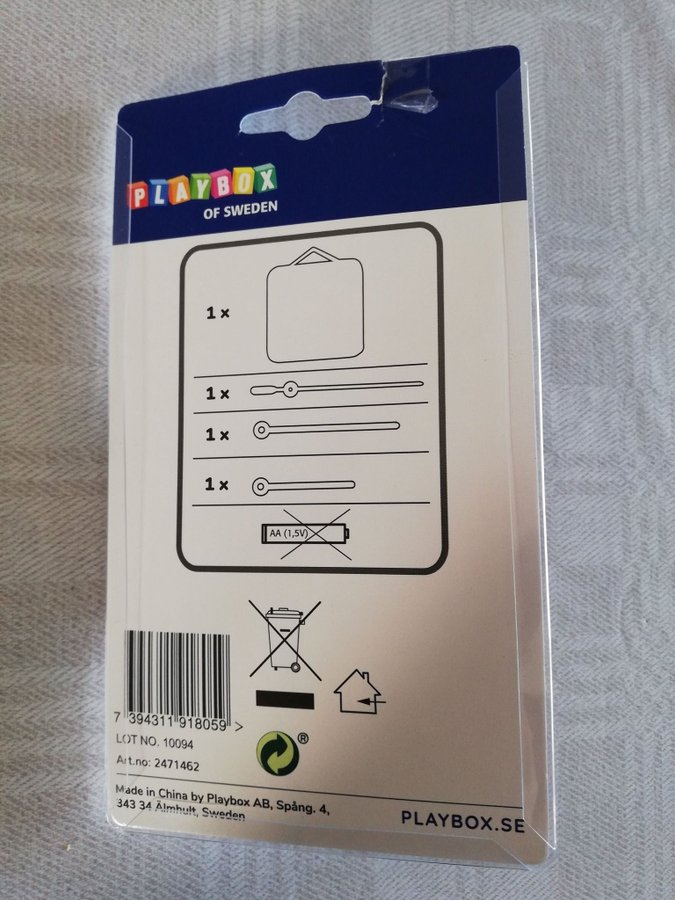 PLAYBOX
OF SWEDEN
1 x
1 x
1 x
1 x
AA (1,5V)
7 394311 918059 >
LOT NO. 10094
Art.no: 2471462
®
Made in China by Playbox AB, Spång. 4,
343 34 Älmhult, Sweden
PLAYBOX.SE